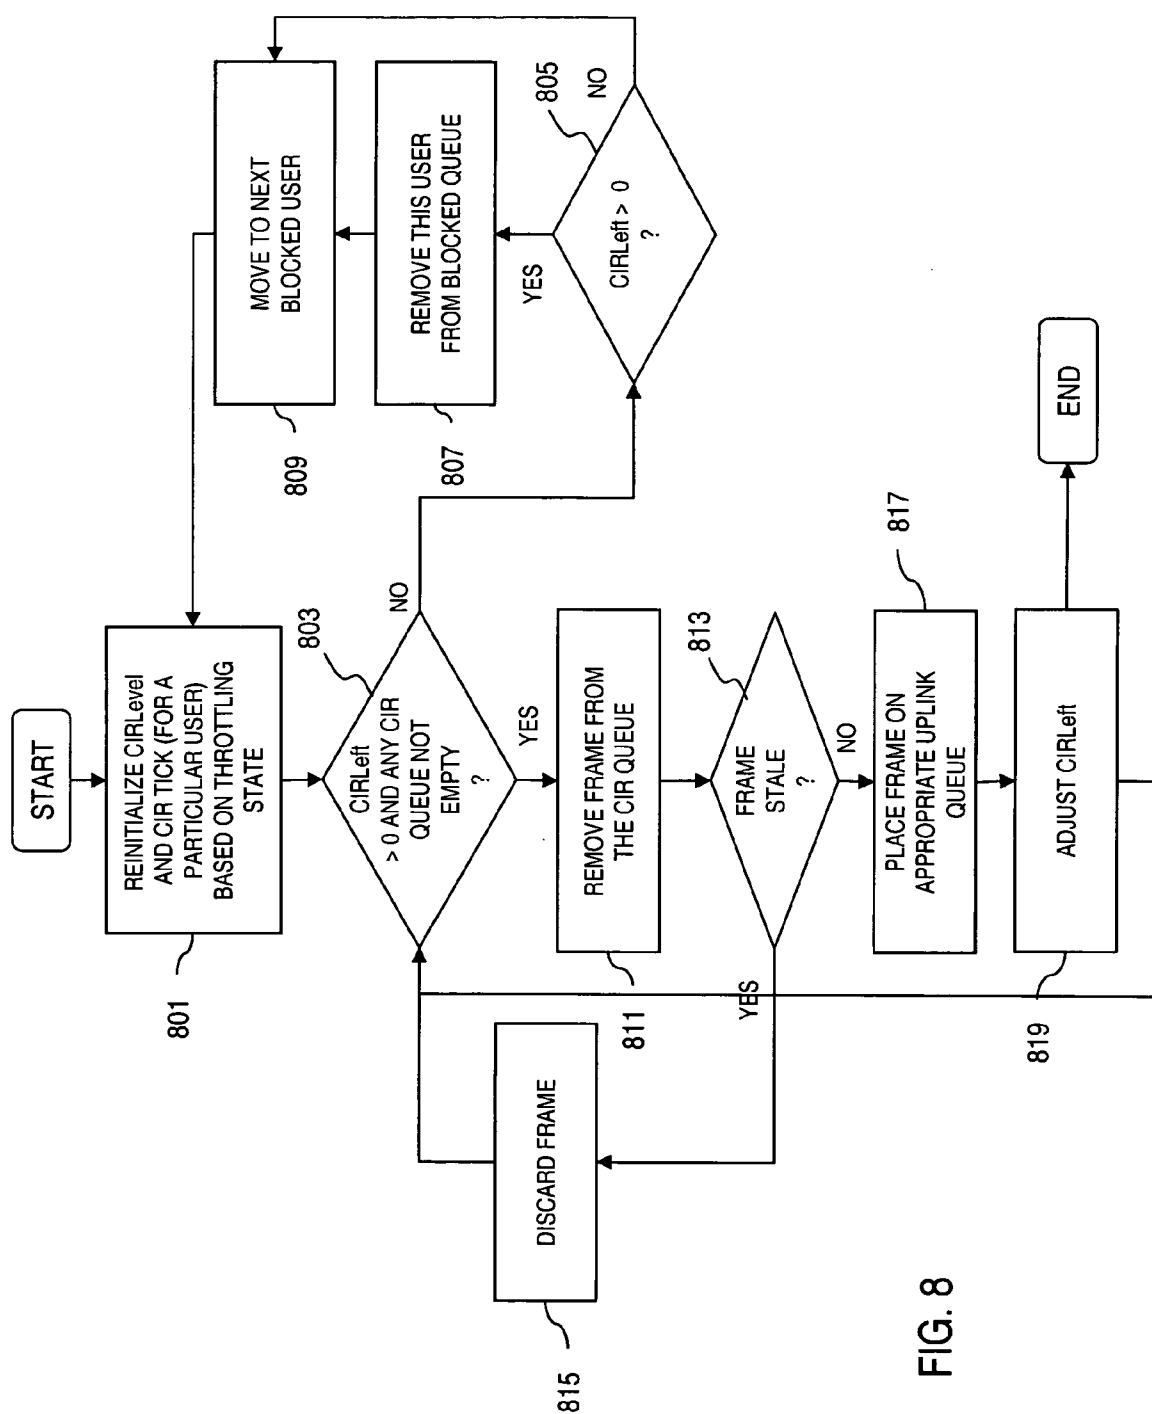 START
REINITIALIZE CIRLevel
AND CIR TICK (FOR A
PARTICULAR USER)
BASED ON THROTTLING
STATE
801
CIRLeft
> 0 AND ANY CIR
QUEUE NOT
EMPTY
?
803
NO
YES
MOVE TO NEXT
BLOCKED USER
809
REMOVE THIS USER
FROM BLOCKED QUEUE
807
YES
CIRLeft > 0
?
805
NO
REMOVE FRAME FROM
THE CIR QUEUE
811
FRAME
STALE
?
813
YES
NO
DISCARD FRAME
815
PLACE FRAME ON
APPROPRIATE UPLINK
QUEUE
817
ADJUST CIRLeft
819
END
FIG. 8